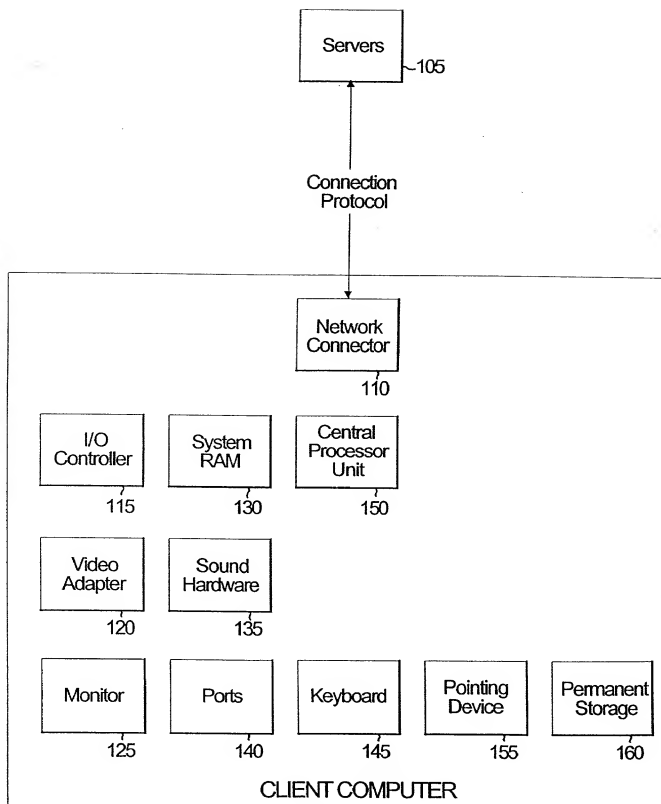 Servers
105
Connection
Protocol
Network
Connector
110
I/O
Controller
115
System
RAM
130
Central
Processor
Unit
150
Video
Adapter
120
Sound
Hardware
135
Monitor
125
Ports
140
Keyboard
145
Pointing
Device
155
Permanent
Storage
160
CLIENT COMPUTER